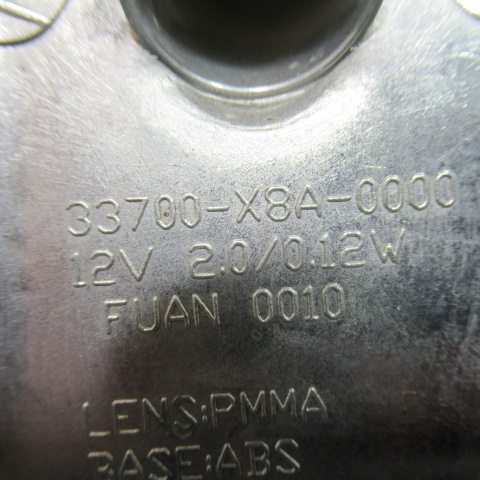 33700-X8A-0000
12V 2.0/0.12W
FUAN 0010
LENS:PMMA
BASE:ABS